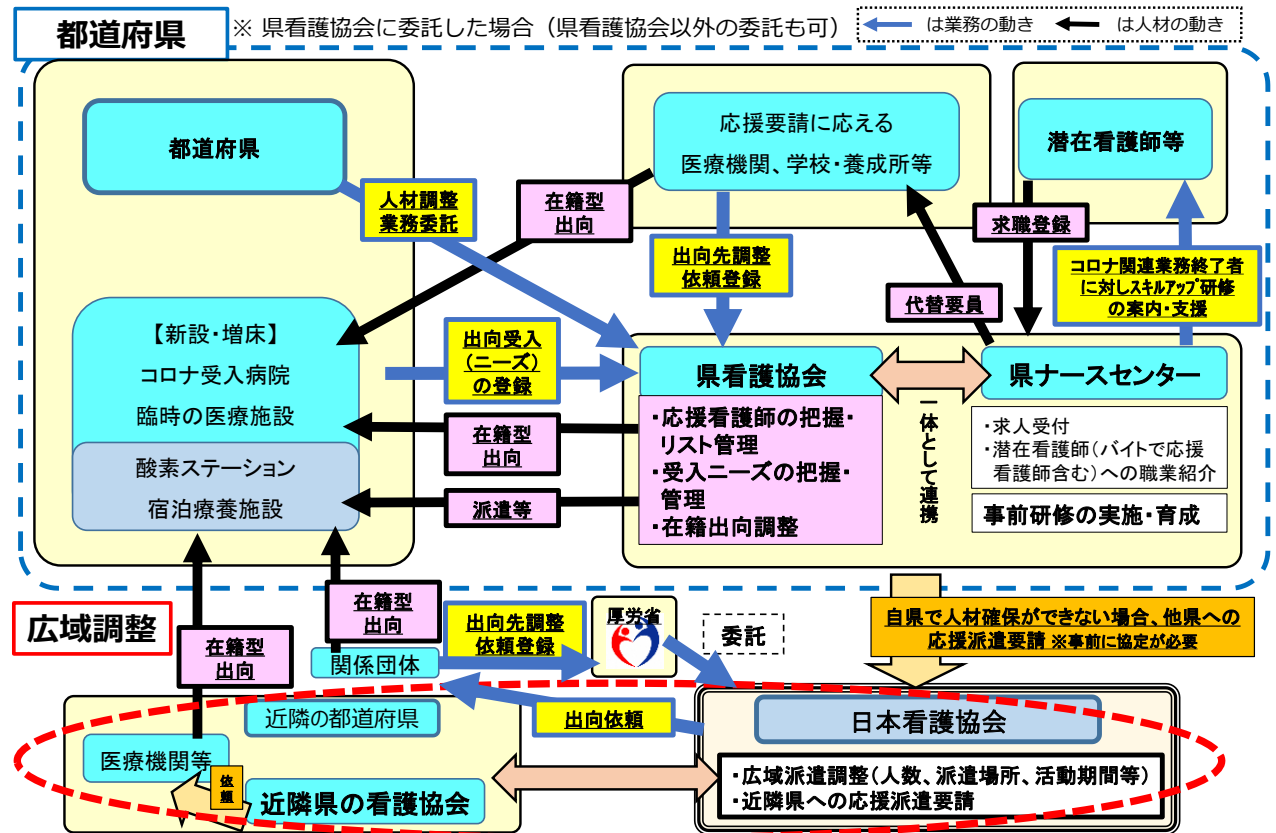 都道府県
※ 県看護協会に委託した場合（県看護協会以外の委託も可）
は業務の動き
は人材の動き
都道府県
応援要請に応える
医療機関、学校・養成所等
潜在看護師等
人材調整
業務委託
在籍型
出向
出向先調整
依頼登録
求職登録
代替要員
コロナ関連業務終了者
に対しスキルアップ研修
の案内・支援
【新設・増床】
コロナ受入病院
臨時の医療施設
酸素ステーション
宿泊療養施設
出向受入
（ニーズ）
の登録
在籍型
出向
派遣等
県看護協会
・応援看護師の把握・
リスト管理
・受入ニーズの把握・
管理
・在籍出向調整
一体として連携
県ナースセンター
・求人受付
・潜在看護師（バイトで応援
看護師含む）への職業紹介
事前研修の実施・育成
広域調整
在籍型
出向
在籍型
出向
関係団体
出向先調整
依頼登録
厚労省
委託
自県で人材確保ができない場合、他県への
応援派遣要請 ※事前に協定が必要
近隣の都道府県
医療機関等
依頼
近隣県の看護協会
出向依頼
日本看護協会
・広域派遣調整（人数、派遣場所、活動期間等）
・近隣県への応援派遣要請